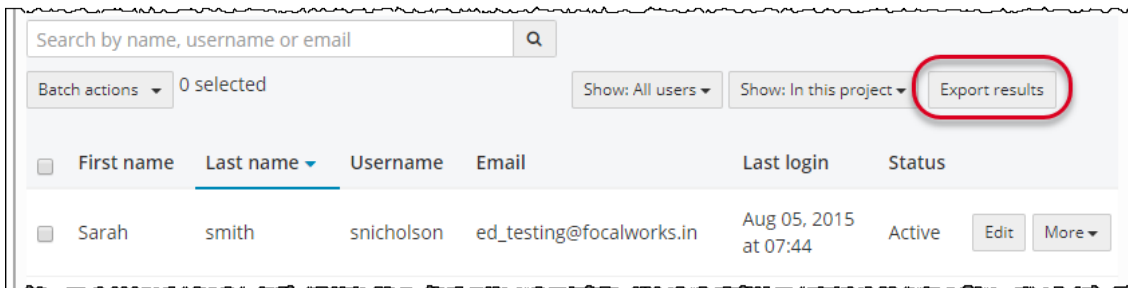 Search by name, username or email
Batch actions 0 selected Show: All users Show: In this project Export results
First name Last name Username Email Last login Status
Sarah smith snicholson ed_testing@focalworks.in Aug 05, 2015 at 07:44 Active Edit More